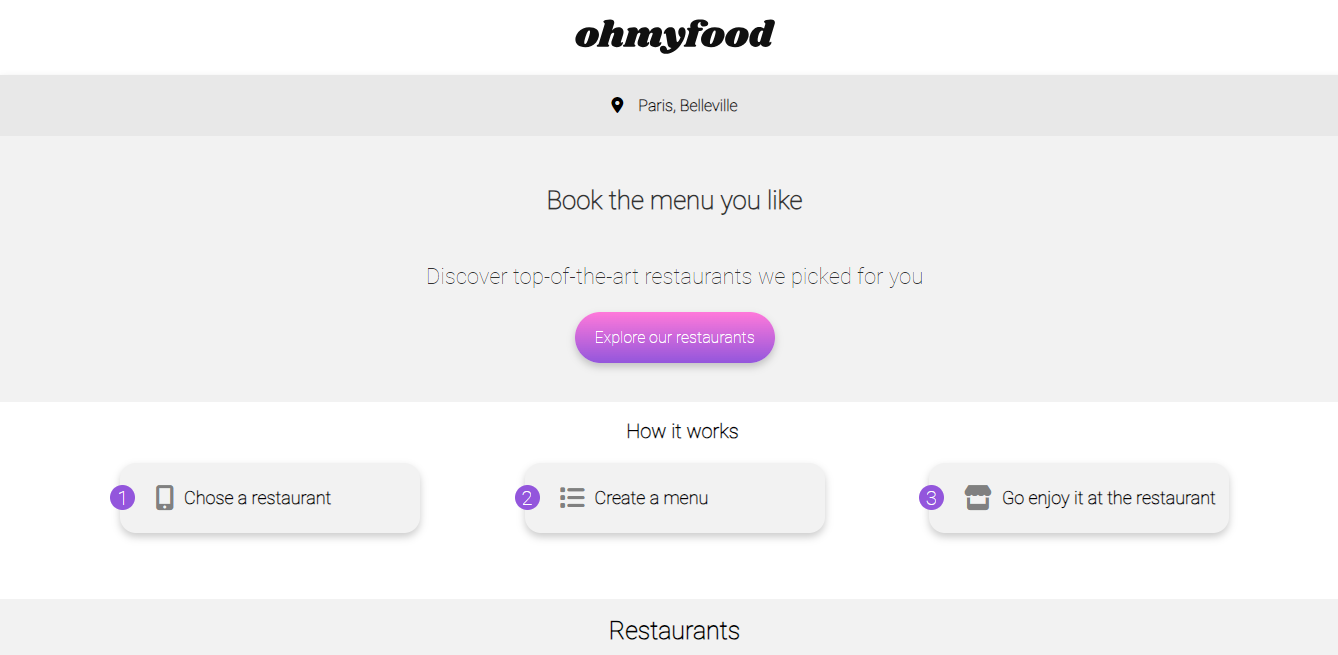 ohmyfood
Paris, Belleville
Book the menu you like
Discover top-of-the-art restaurants we picked for you
Explore our restaurants
How it works
1 Chose a restaurant
2 Create a menu
3 Go enjoy it at the restaurant
Restaurants